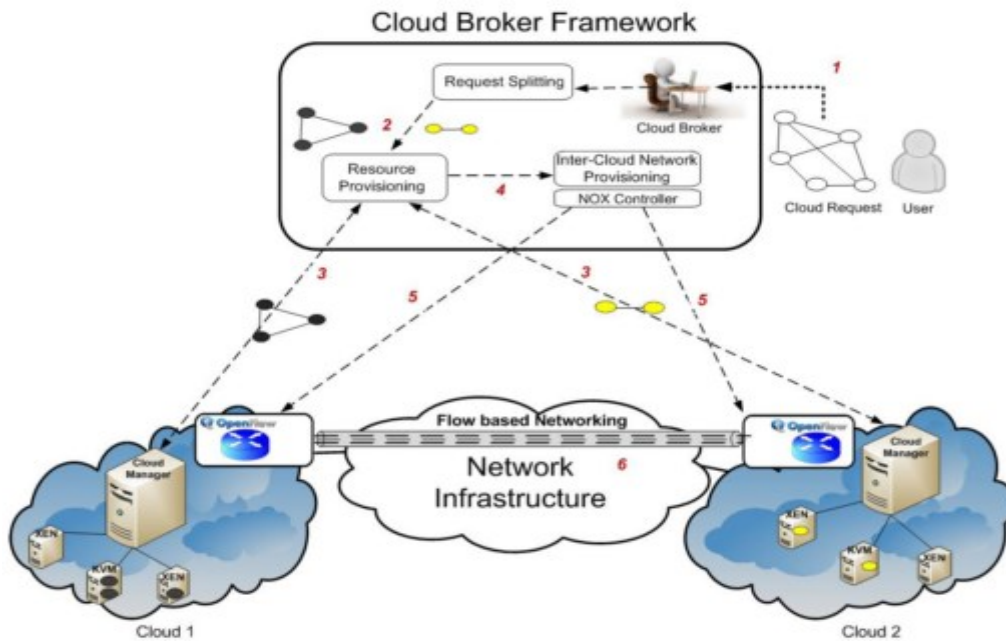 Cloud Broker Framework
1
Request Splitting
Cloud Broker
2
Resource
Provisioning
4
Inter-Cloud Network
Provisioning
NOX Controller
Cloud Request
User
3
5
3
5
OpenFlow
Flow based Networking
6
Network
Infrastructure
OpenFlow
Cloud
Manager
XEN
KVM
XEN
Cloud 1
Cloud
Manager
XEN
KVM
XEN
Cloud 2